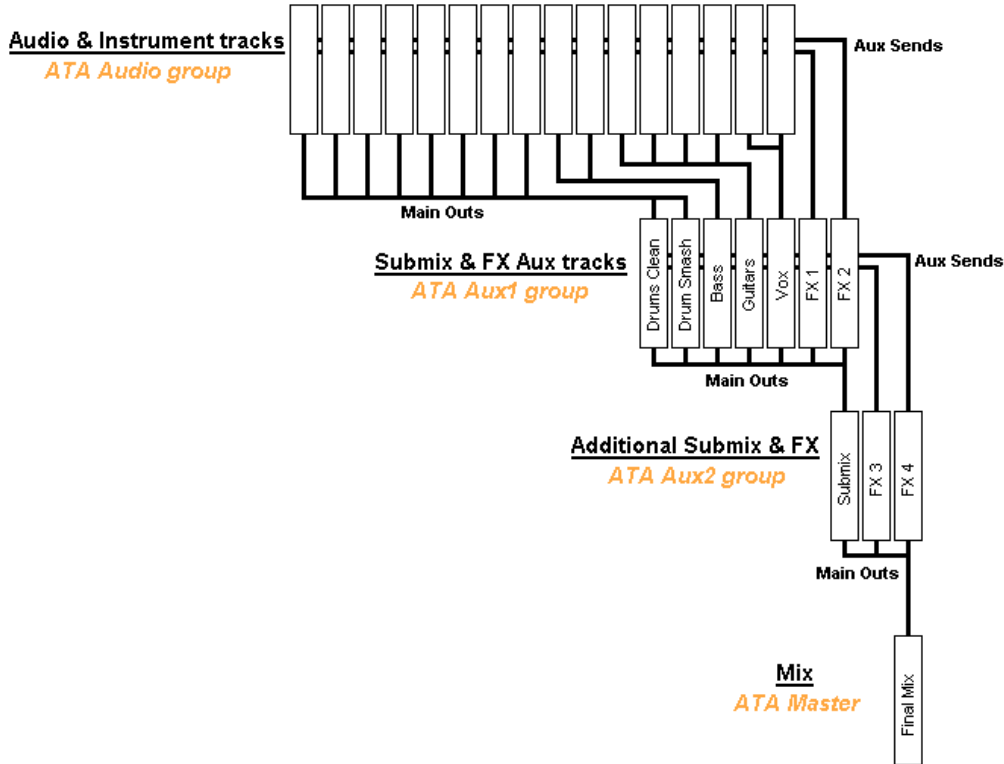 Audio & Instrument tracks
ATA Audio group
Aux Sends
Main Outs
Submix & FX Aux tracks
ATA Aux1 group
Drums Clean
Drum Smash
Bass
Guitars
Vox
FX 1
FX 2
Aux Sends
Main Outs
Additional Submix & FX
ATA Aux2 group
Submix
FX 3
FX 4
Main Outs
Mix
ATA Master
Final Mix